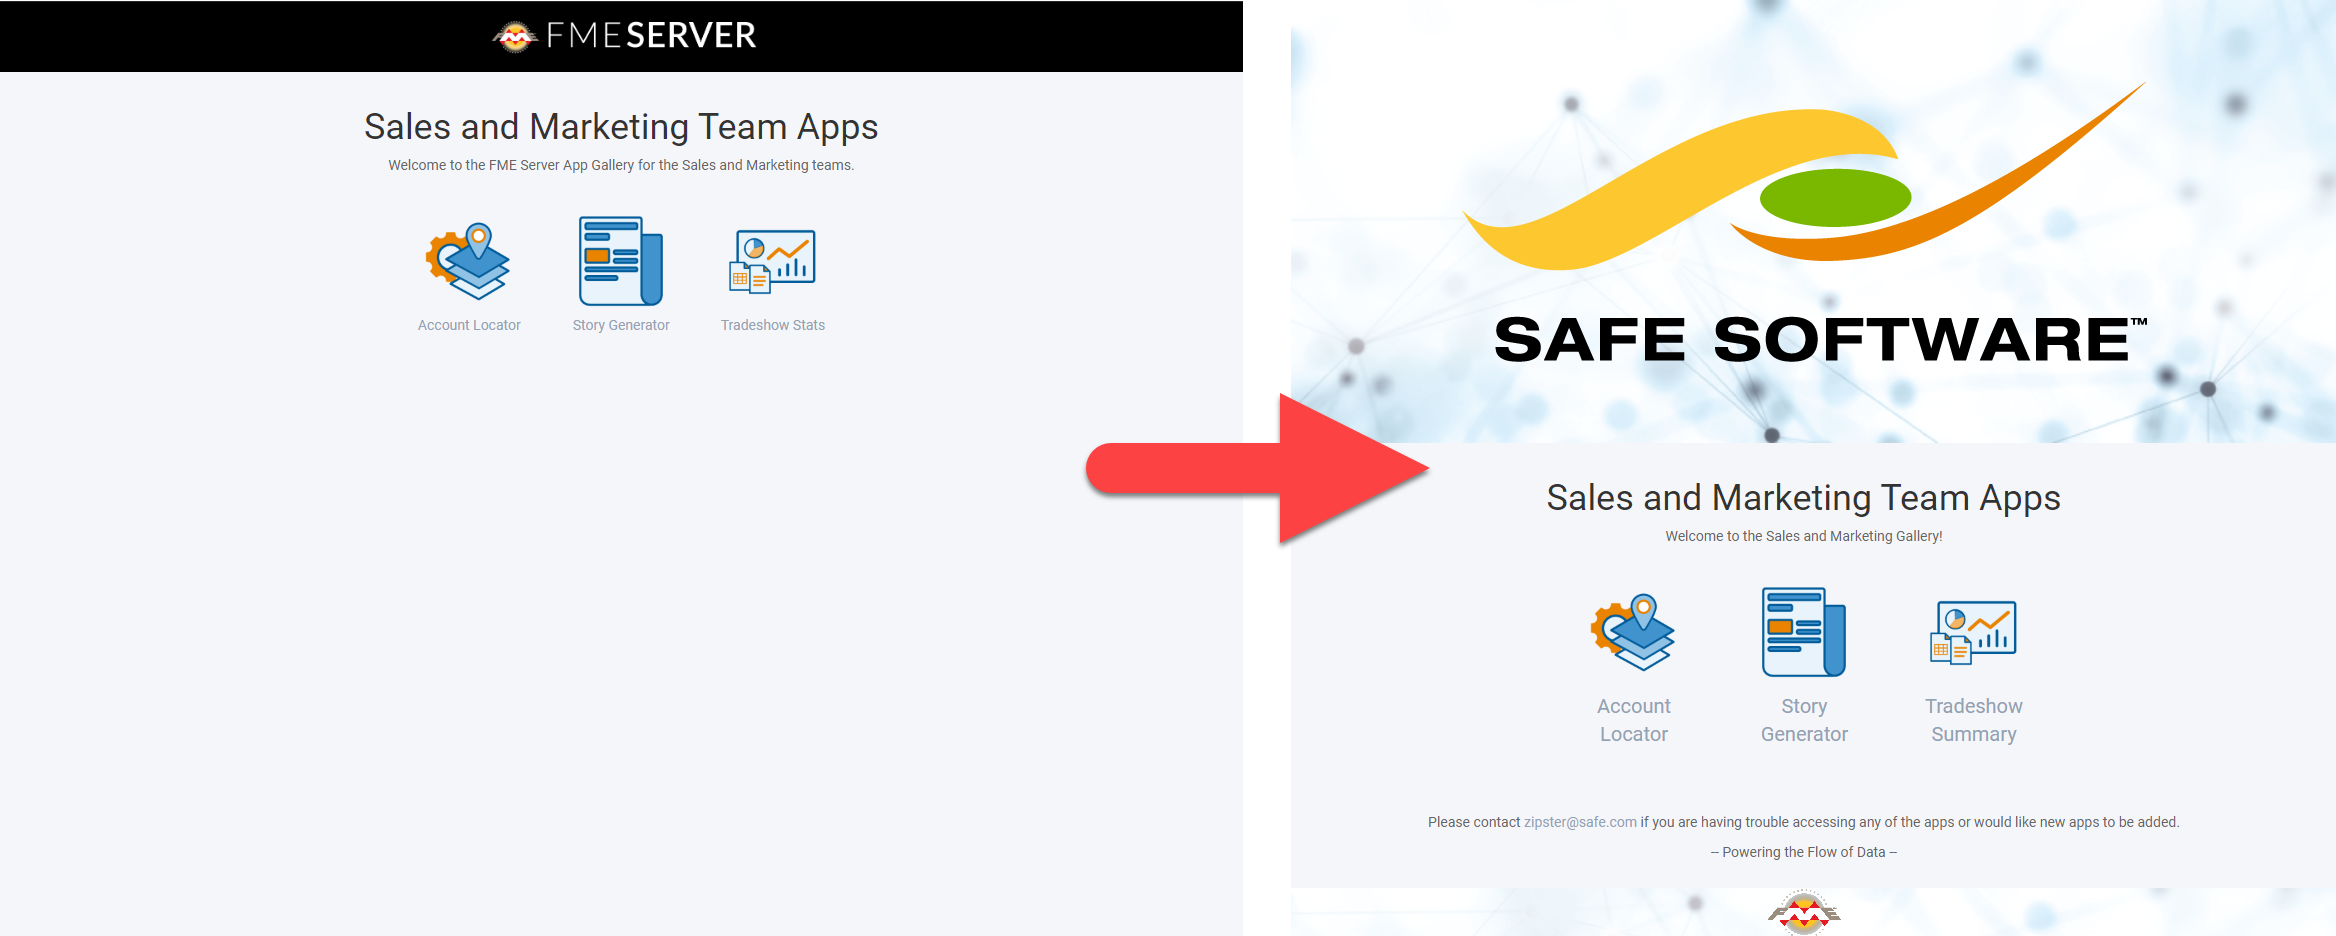 FME SERVER
Sales and Marketing Team Apps
Welcome to the FME Server App Gallery for the Sales and Marketing teams.
Account Locator
Story Generator
Tradeshow Stats
SAFE SOFTWARE™
Sales and Marketing Team Apps
Welcome to the Sales and Marketing Gallery!
Account
Locator
Story
Generator
Tradeshow
Summary
Please contact zipster@safe.com if you are having trouble accessing any of the apps or would like new apps to be added.
-- Powering the Flow of Data --